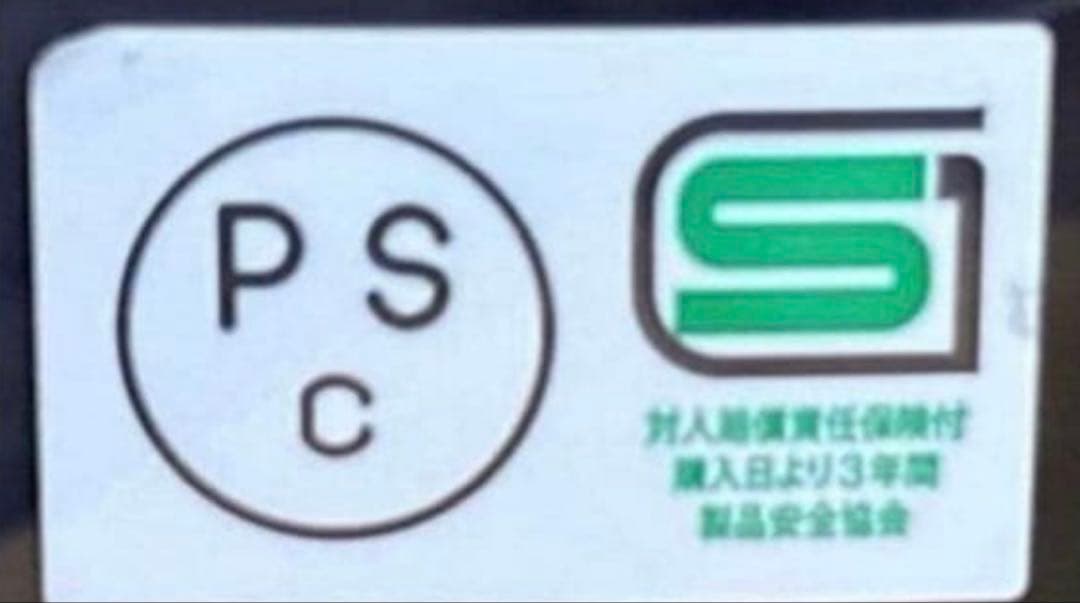 P S
C
SG
対人賠償責任保険付
購入日より3年間
製品安全協会